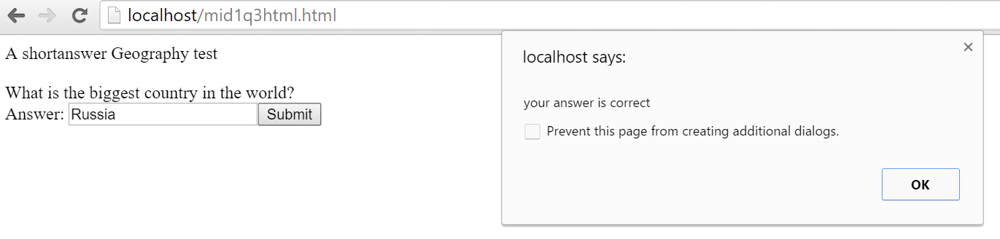 localhost/mid1q3html.html
A shortanswer Geography test
What is the biggest country in the world?
Answer: Russia Submit
localhost says:
your answer is correct
Prevent this page from creating additional dialogs.
OK